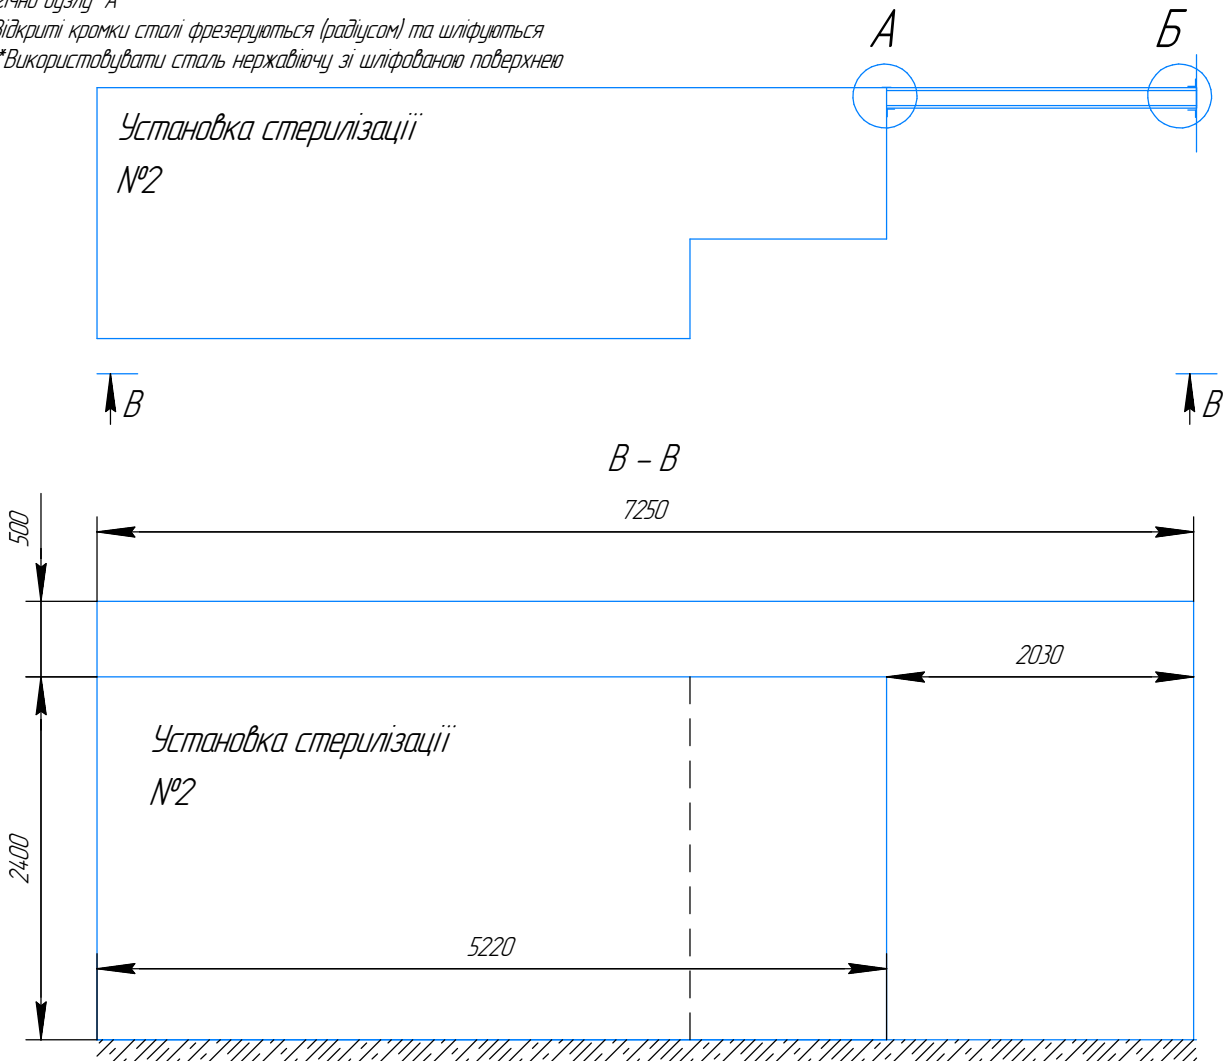 вузлу "А"
Відкриті кромки сталі фрезеруються (радіусом) та шліфуються
*Використовувати сталь нержавіючу зі шліфованою поверхнею
А
Б
Установка стерилізації
№2
В
В
В – В
7250
500
2030
Установка стерилізації
№2
2400
5220